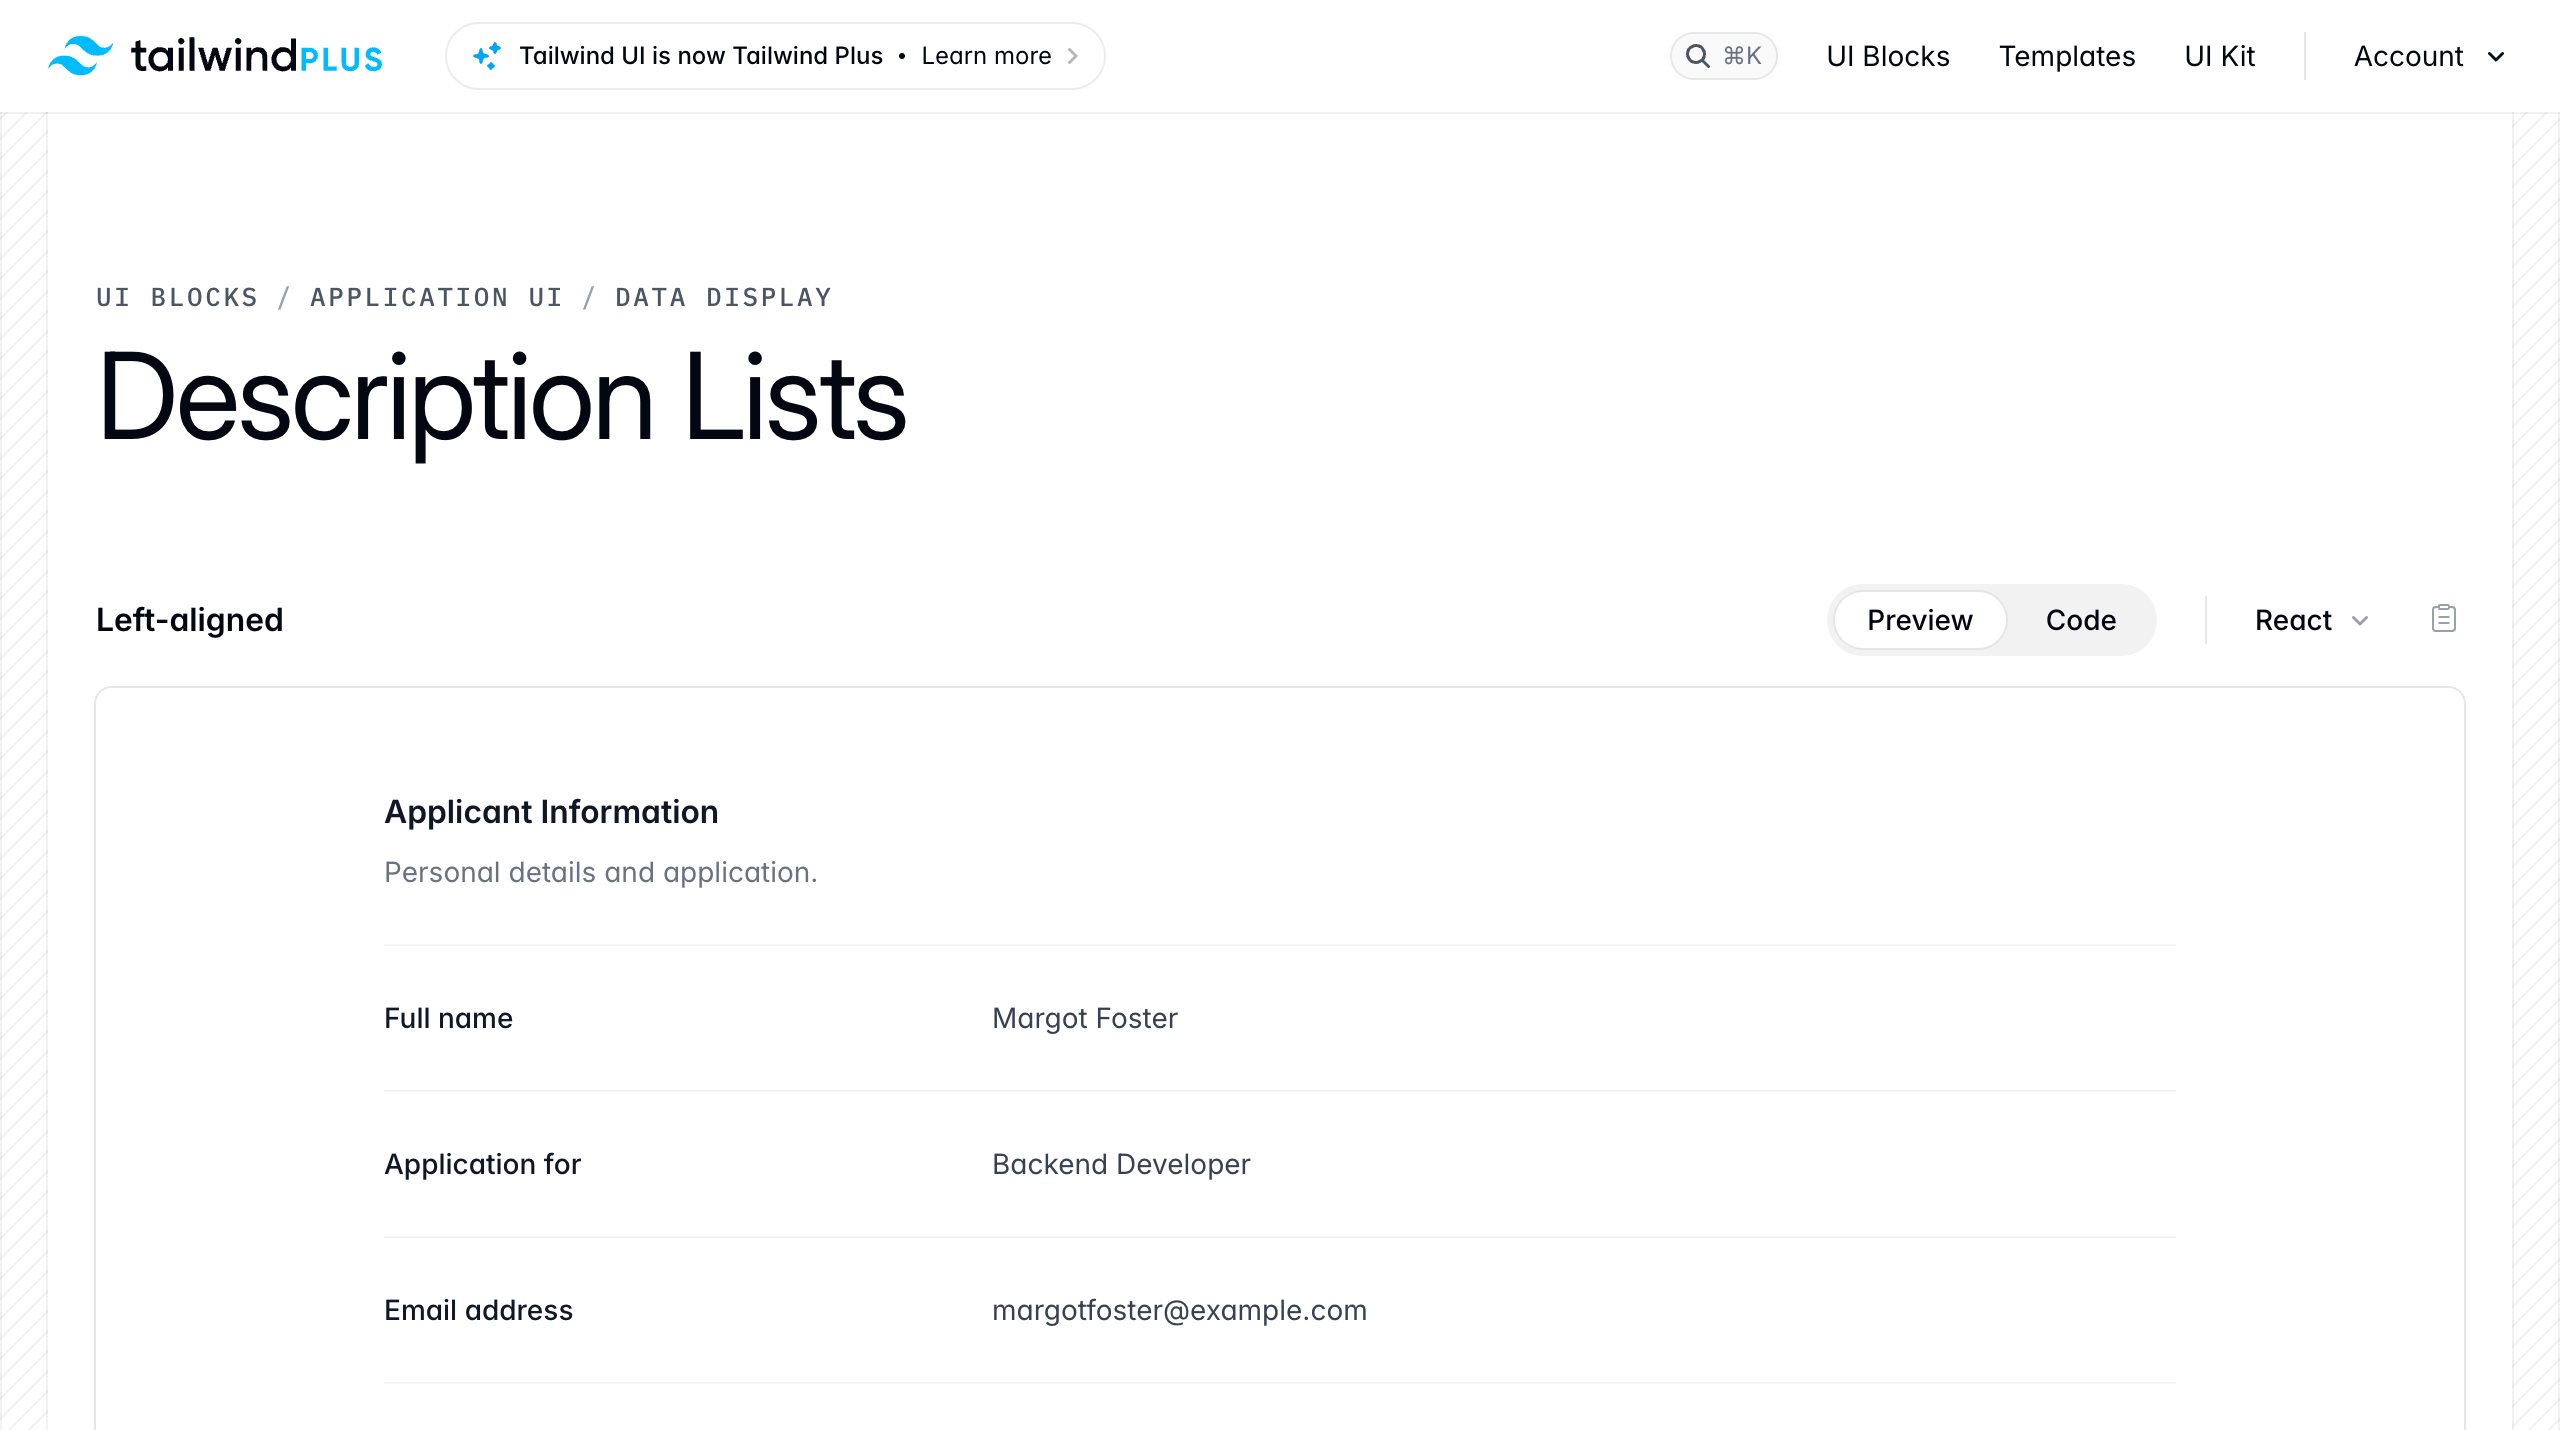 tailwindPLUS
Tailwind UI is now Tailwind Plus • Learn more
⌘K
UI Blocks
Templates
UI Kit
Account
UI BLOCKS / APPLICATION UI / DATA DISPLAY
Description Lists
Left-aligned
Preview
Code
React
Applicant Information
Personal details and application.
Full name
Margot Foster
Application for
Backend Developer
Email address
margotfoster@example.com